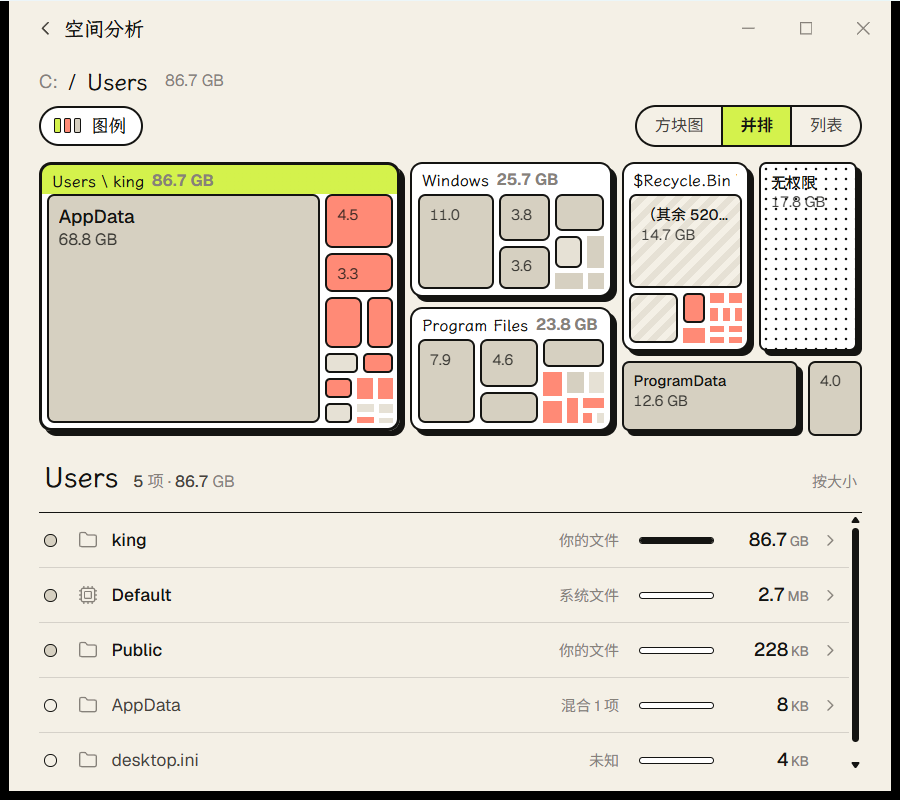 空间分析
C: / Users 86.7 GB
图例
方块图 并排 列表
Users \ king 86.7 GB
AppData
68.8 GB
4.5
3.3
Windows 25.7 GB
11.0
3.8
3.6
Program Files 23.8 GB
7.9
4.6
$Recycle.Bin
（其余 520…
14.7 GB
无权限
17.8 GB
ProgramData
12.6 GB
4.0
Users 5 项 · 86.7 GB 按大小
king 你的文件 86.7 GB
Default 系统文件 2.7 MB
Public 你的文件 228 KB
AppData 混合 1 项 8 KB
desktop.ini 未知 4 KB